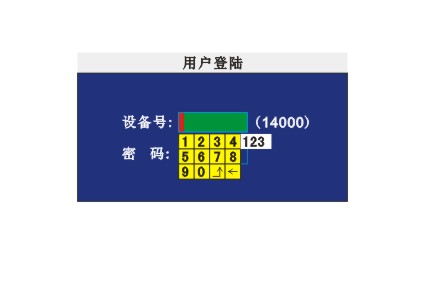 用户登陆
设备号: (14000)
1 2 3 4 123
密 码: 5 6 7 8
9 0 ⤴ ←